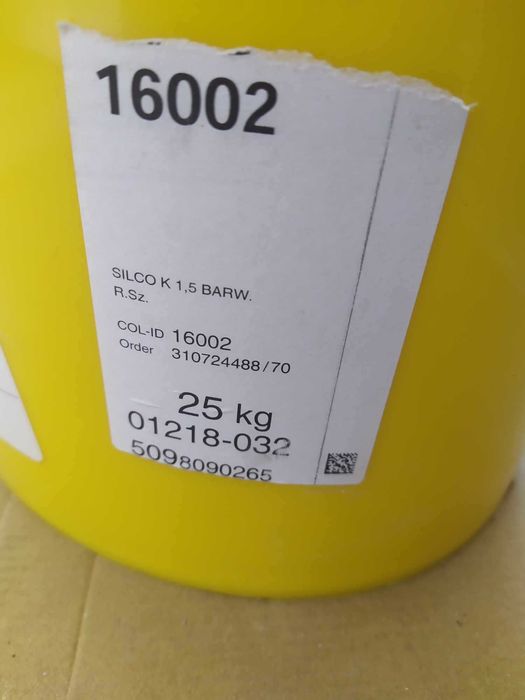 16002
SILCO K 1,5 BARW.
R.Sz.
COL-ID 16002
Order 310724488/70
25 kg
01218-032
5098090265